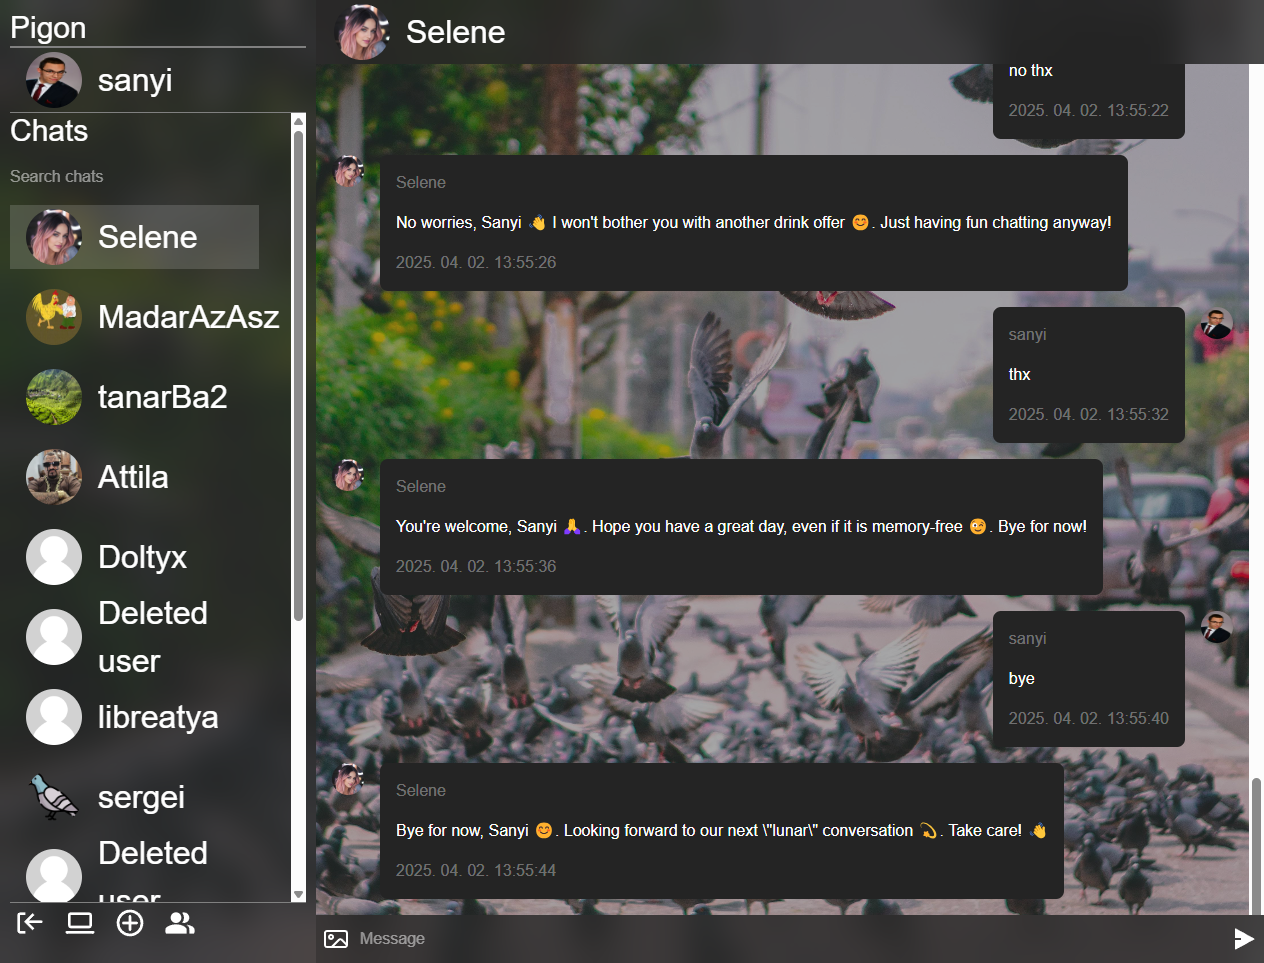 Pigon
sanyi
Chats
Search chats
Selene
MadarAzAsz
tanarBa2
Attila
Doltyx
Deleted
user
libreatya
sergei
Deleted
user
Selene
no thx
2025. 04. 02. 13:55:22
Selene
No worries, Sanyi 👋 I won't bother you with another drink offer 😊. Just having fun chatting anyway!
2025. 04. 02. 13:55:26
sanyi
thx
2025. 04. 02. 13:55:32
Selene
You're welcome, Sanyi 🙏. Hope you have a great day, even if it is memory-free 😉. Bye for now!
2025. 04. 02. 13:55:36
sanyi
bye
2025. 04. 02. 13:55:40
Selene
Bye for now, Sanyi 😊. Looking forward to our next \"lunar\" conversation 💫. Take care! 👋
2025. 04. 02. 13:55:44
Message